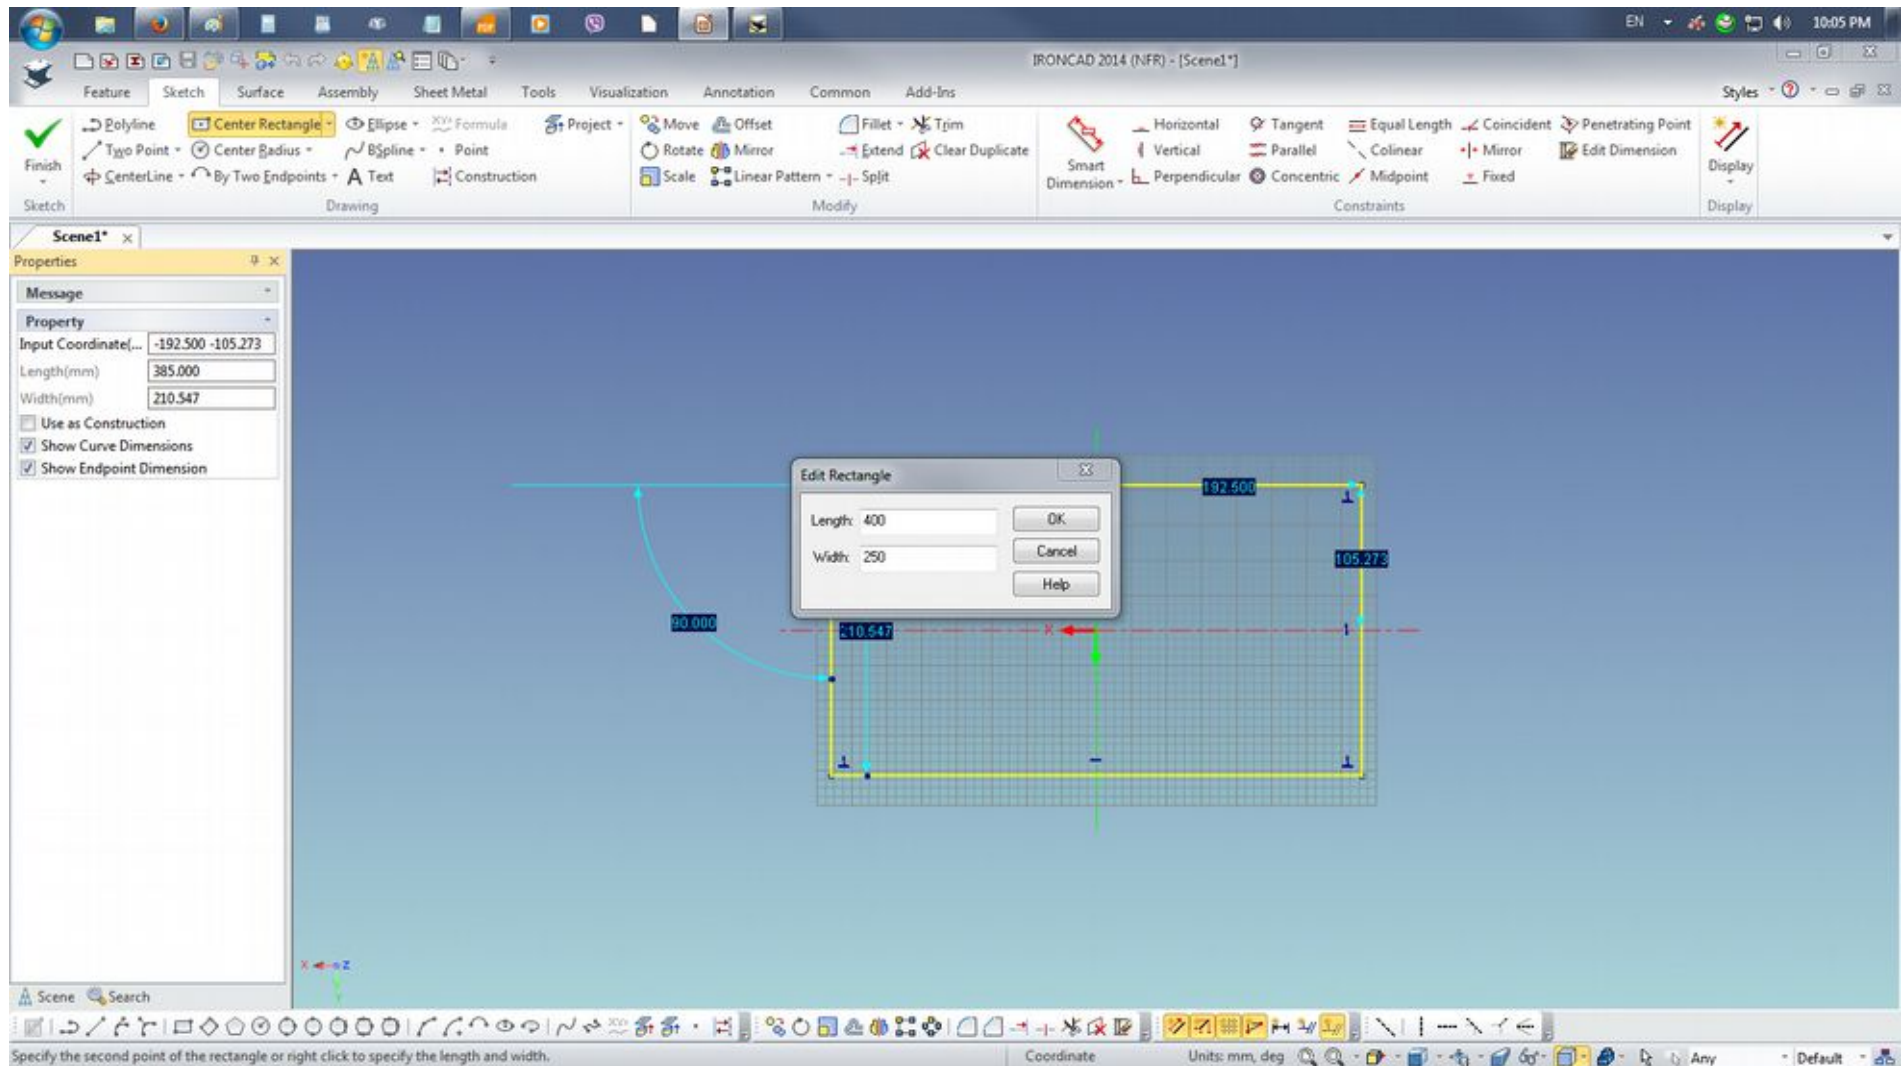 EN 10:05 PM
IRONCAD 2014 (NFR) - [Scene1*]
Feature Sketch Surface Assembly Sheet Metal Tools Visualization Annotation Common Add-Ins Styles
Polyline Center Rectangle Ellipse XY= Formula Project Move Offset Fillet Trim Horizontal Tangent Equal Length Coincident Penetrating Point
Two Point Center Radius BSpline Point Rotate Mirror Extend Clear Duplicate Vertical Parallel Colinear Mirror Edit Dimension
Finish Smart Dimension Display
CenterLine By Two Endpoints A Text Construction Scale Linear Pattern Split Perpendicular Concentric Midpoint Fixed
Sketch Drawing Modify Constraints Display
Scene1*
Properties
Message
Property
Input Coordinate(... -192.500 -105.273
Length(mm) 385.000
Width(mm) 210.547
Use as Construction
Show Curve Dimensions
Show Endpoint Dimension
Edit Rectangle
Length: 400 OK
Width: 250 Cancel
Help
192.500
105.273
90.000
210.547
X
X Z
Y
Scene Search
Specify the second point of the rectangle or right click to specify the length and width. Coordinate Units: mm, deg Any Default